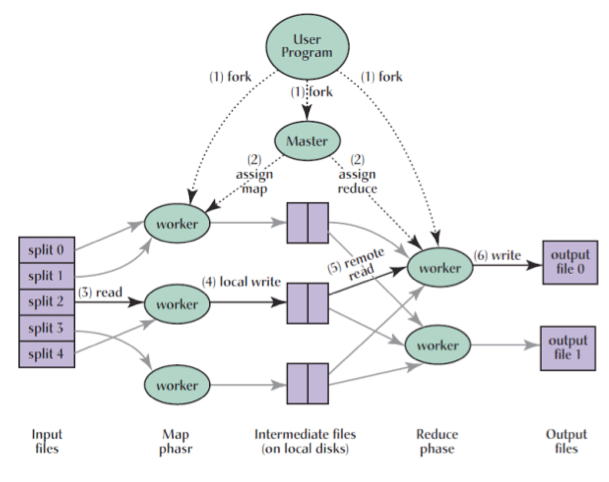 User
Program
(1) fork
(1) fork
(1) fork
Master
(2)
assign
map
(2)
assign
reduce
worker
split 0
split 1
split 2
split 3
split 4
(3) read
worker
(4) local write
(5) remote
read
worker
(6) write
output
file 0
worker
output
file 1
worker
Input
files
Map
phasr
Intermediate files
(on local disks)
Reduce
phase
Output
files